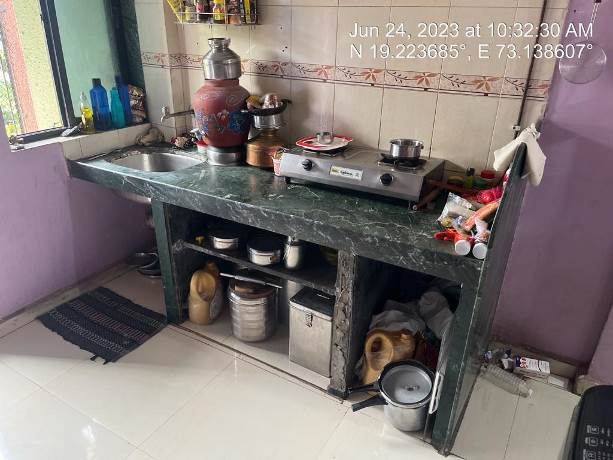 Jun 24, 2023 at 10:32:30 AM
N 19.223685°, E 73.138607°